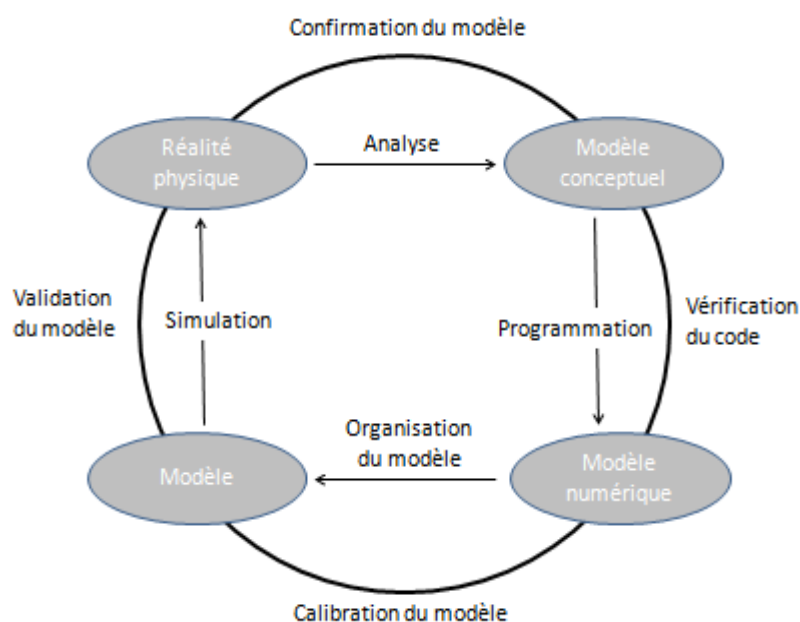 Confirmation du modèle
Réalité
physique
Analyse
Modèle
conceptuel
Validation
du modèle
Simulation
Programmation
Vérification
du code
Organisation
du modèle
Modèle
Modèle
numérique
Calibration du modèle